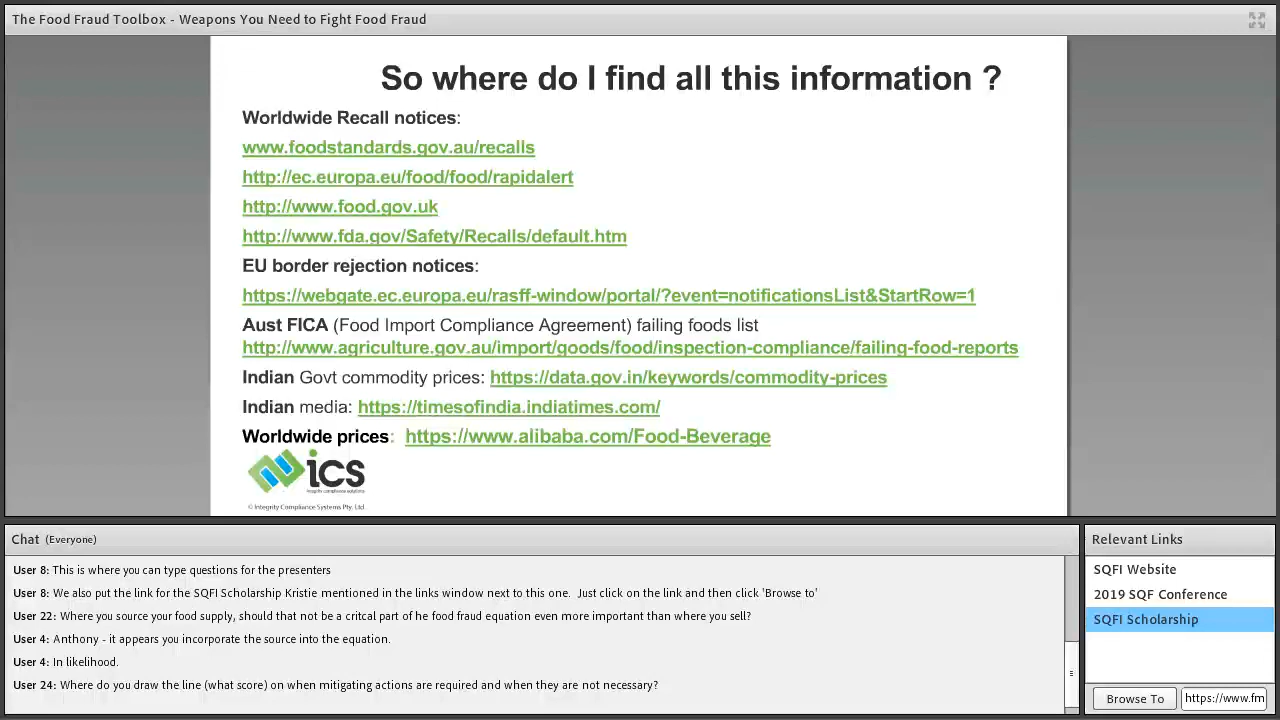 The Food Fraud Toolbox - Weapons You Need to Fight Food Fraud
So where do I find all this information ?
Worldwide Recall notices:
www.foodstandards.gov.au/recalls
http://ec.europa.eu/food/food/rapidalert
http://www.food.gov.uk
http://www.fda.gov/Safety/Recalls/default.htm
EU border rejection notices:
https://webgate.ec.europa.eu/rasff-window/portal/?event=notificationsList&StartRow=1
Aust FICA (Food Import Compliance Agreement) failing foods list
http://www.agriculture.gov.au/import/goods/food/inspection-compliance/failing-food-reports
Indian Govt commodity prices: https://data.gov.in/keywords/commodity-prices
Indian media: https://timesofindia.indiatimes.com/
Worldwide prices: https://www.alibaba.com/Food-Beverage
ics
integrity compliance solutions
© Integrity Compliance Systems Pty. Ltd
Chat (Everyone)
User 8: This is where you can type questions for the presenters
User 8: We also put the link for the SQFI Scholarship Kristie mentioned in the links window next to this one. Just click on the link and then click 'Browse to'
User 22: Where you source your food supply, should that not be a critcal part of he food fraud equation even more important than where you sell?
User 4: Anthony - it appears you incorporate the source into the equation.
User 4: In likelihood.
User 24: Where do you draw the line (what score) on when mitigating actions are required and when they are not necessary?
Relevant Links
SQFI Website
2019 SQF Conference
SQFI Scholarship
Browse To
https://www.fm